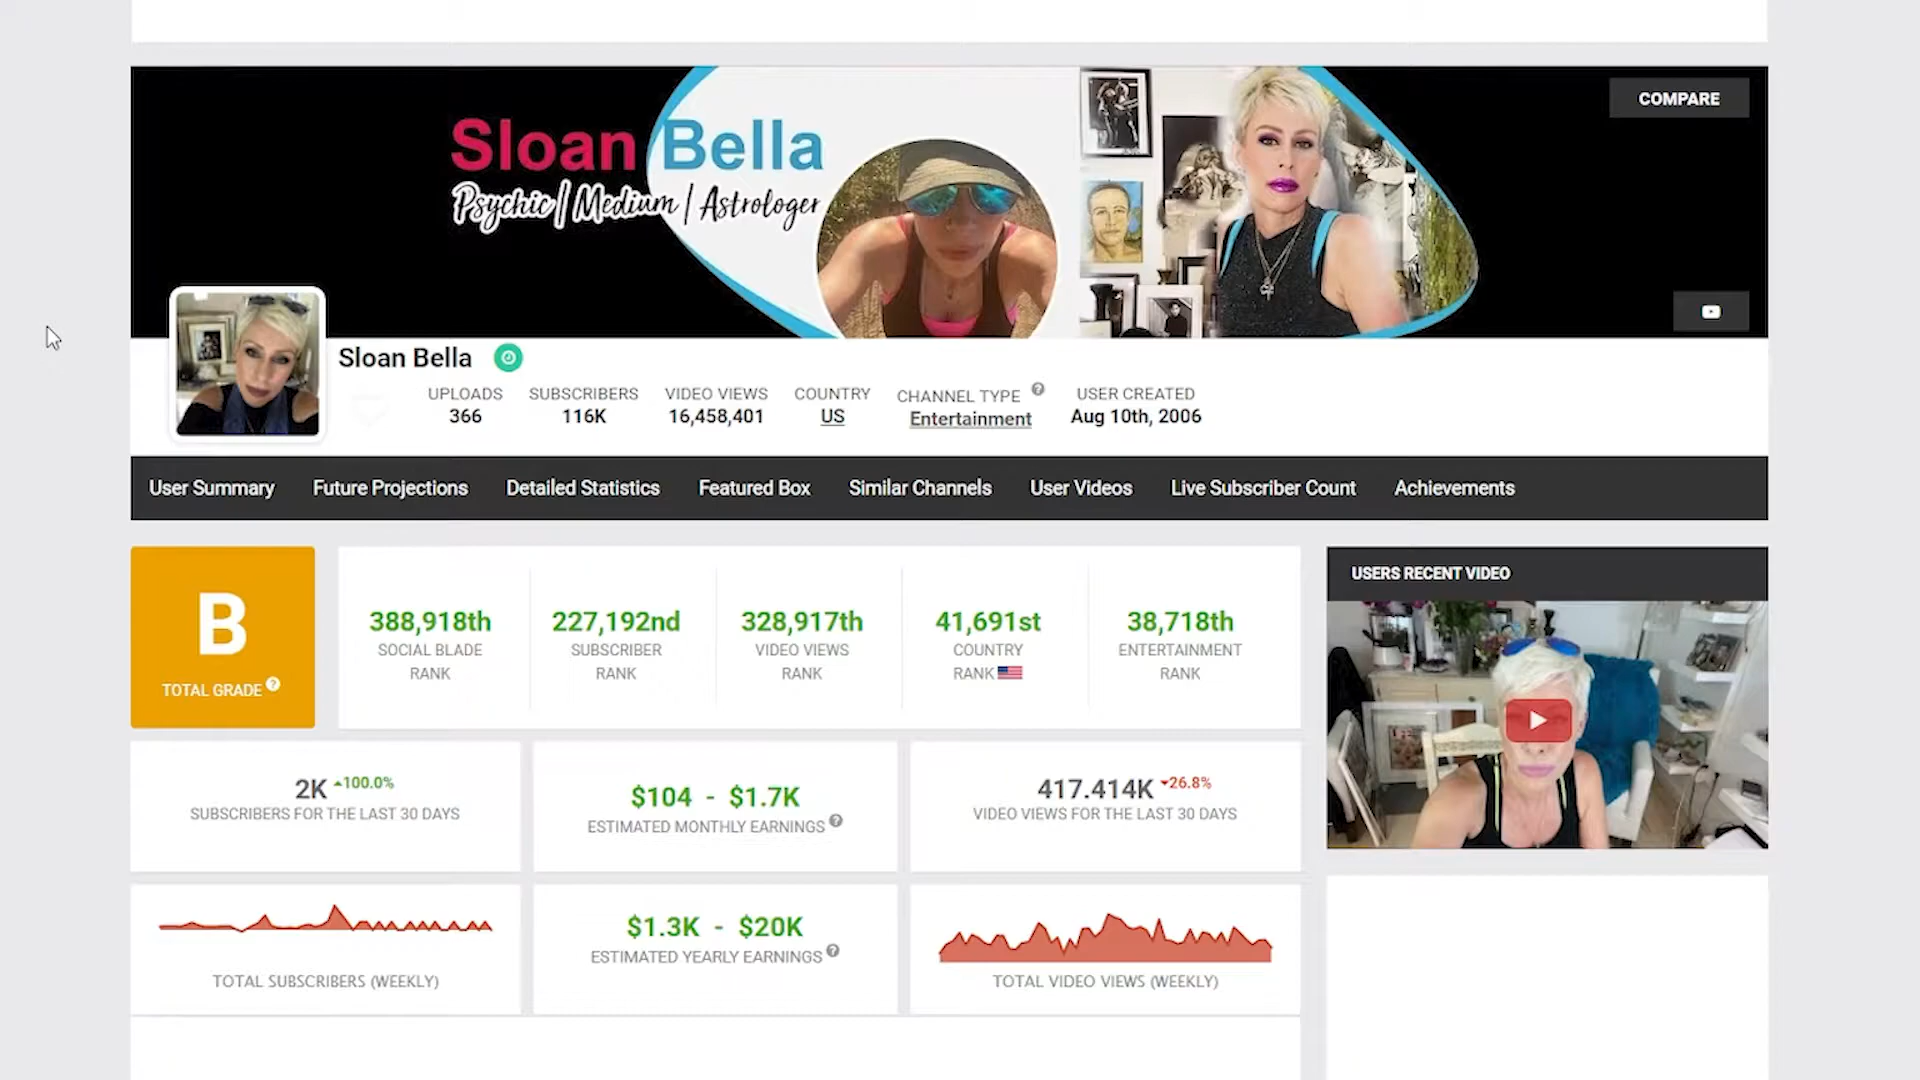 COMPARE
Sloan Bella
Psychic | Medium | Astrologer
Sloan Bella
UPLOADS
366
SUBSCRIBERS
116K
VIDEO VIEWS
16,458,401
COUNTRY
US
CHANNEL TYPE ?
Entertainment
USER CREATED
Aug 10th, 2006
User Summary
Future Projections
Detailed Statistics
Featured Box
Similar Channels
User Videos
Live Subscriber Count
Achievements
B
TOTAL GRADE ?
388,918th
SOCIAL BLADE
RANK
227,192nd
SUBSCRIBER
RANK
328,917th
VIDEO VIEWS
RANK
41,691st
COUNTRY
RANK
38,718th
ENTERTAINMENT
RANK
USERS RECENT VIDEO
2K 100.0%
SUBSCRIBERS FOR THE LAST 30 DAYS
$104 - $1.7K
ESTIMATED MONTHLY EARNINGS ?
417.414K 26.8%
VIDEO VIEWS FOR THE LAST 30 DAYS
TOTAL SUBSCRIBERS (WEEKLY)
$1.3K - $20K
ESTIMATED YEARLY EARNINGS ?
TOTAL VIDEO VIEWS (WEEKLY)